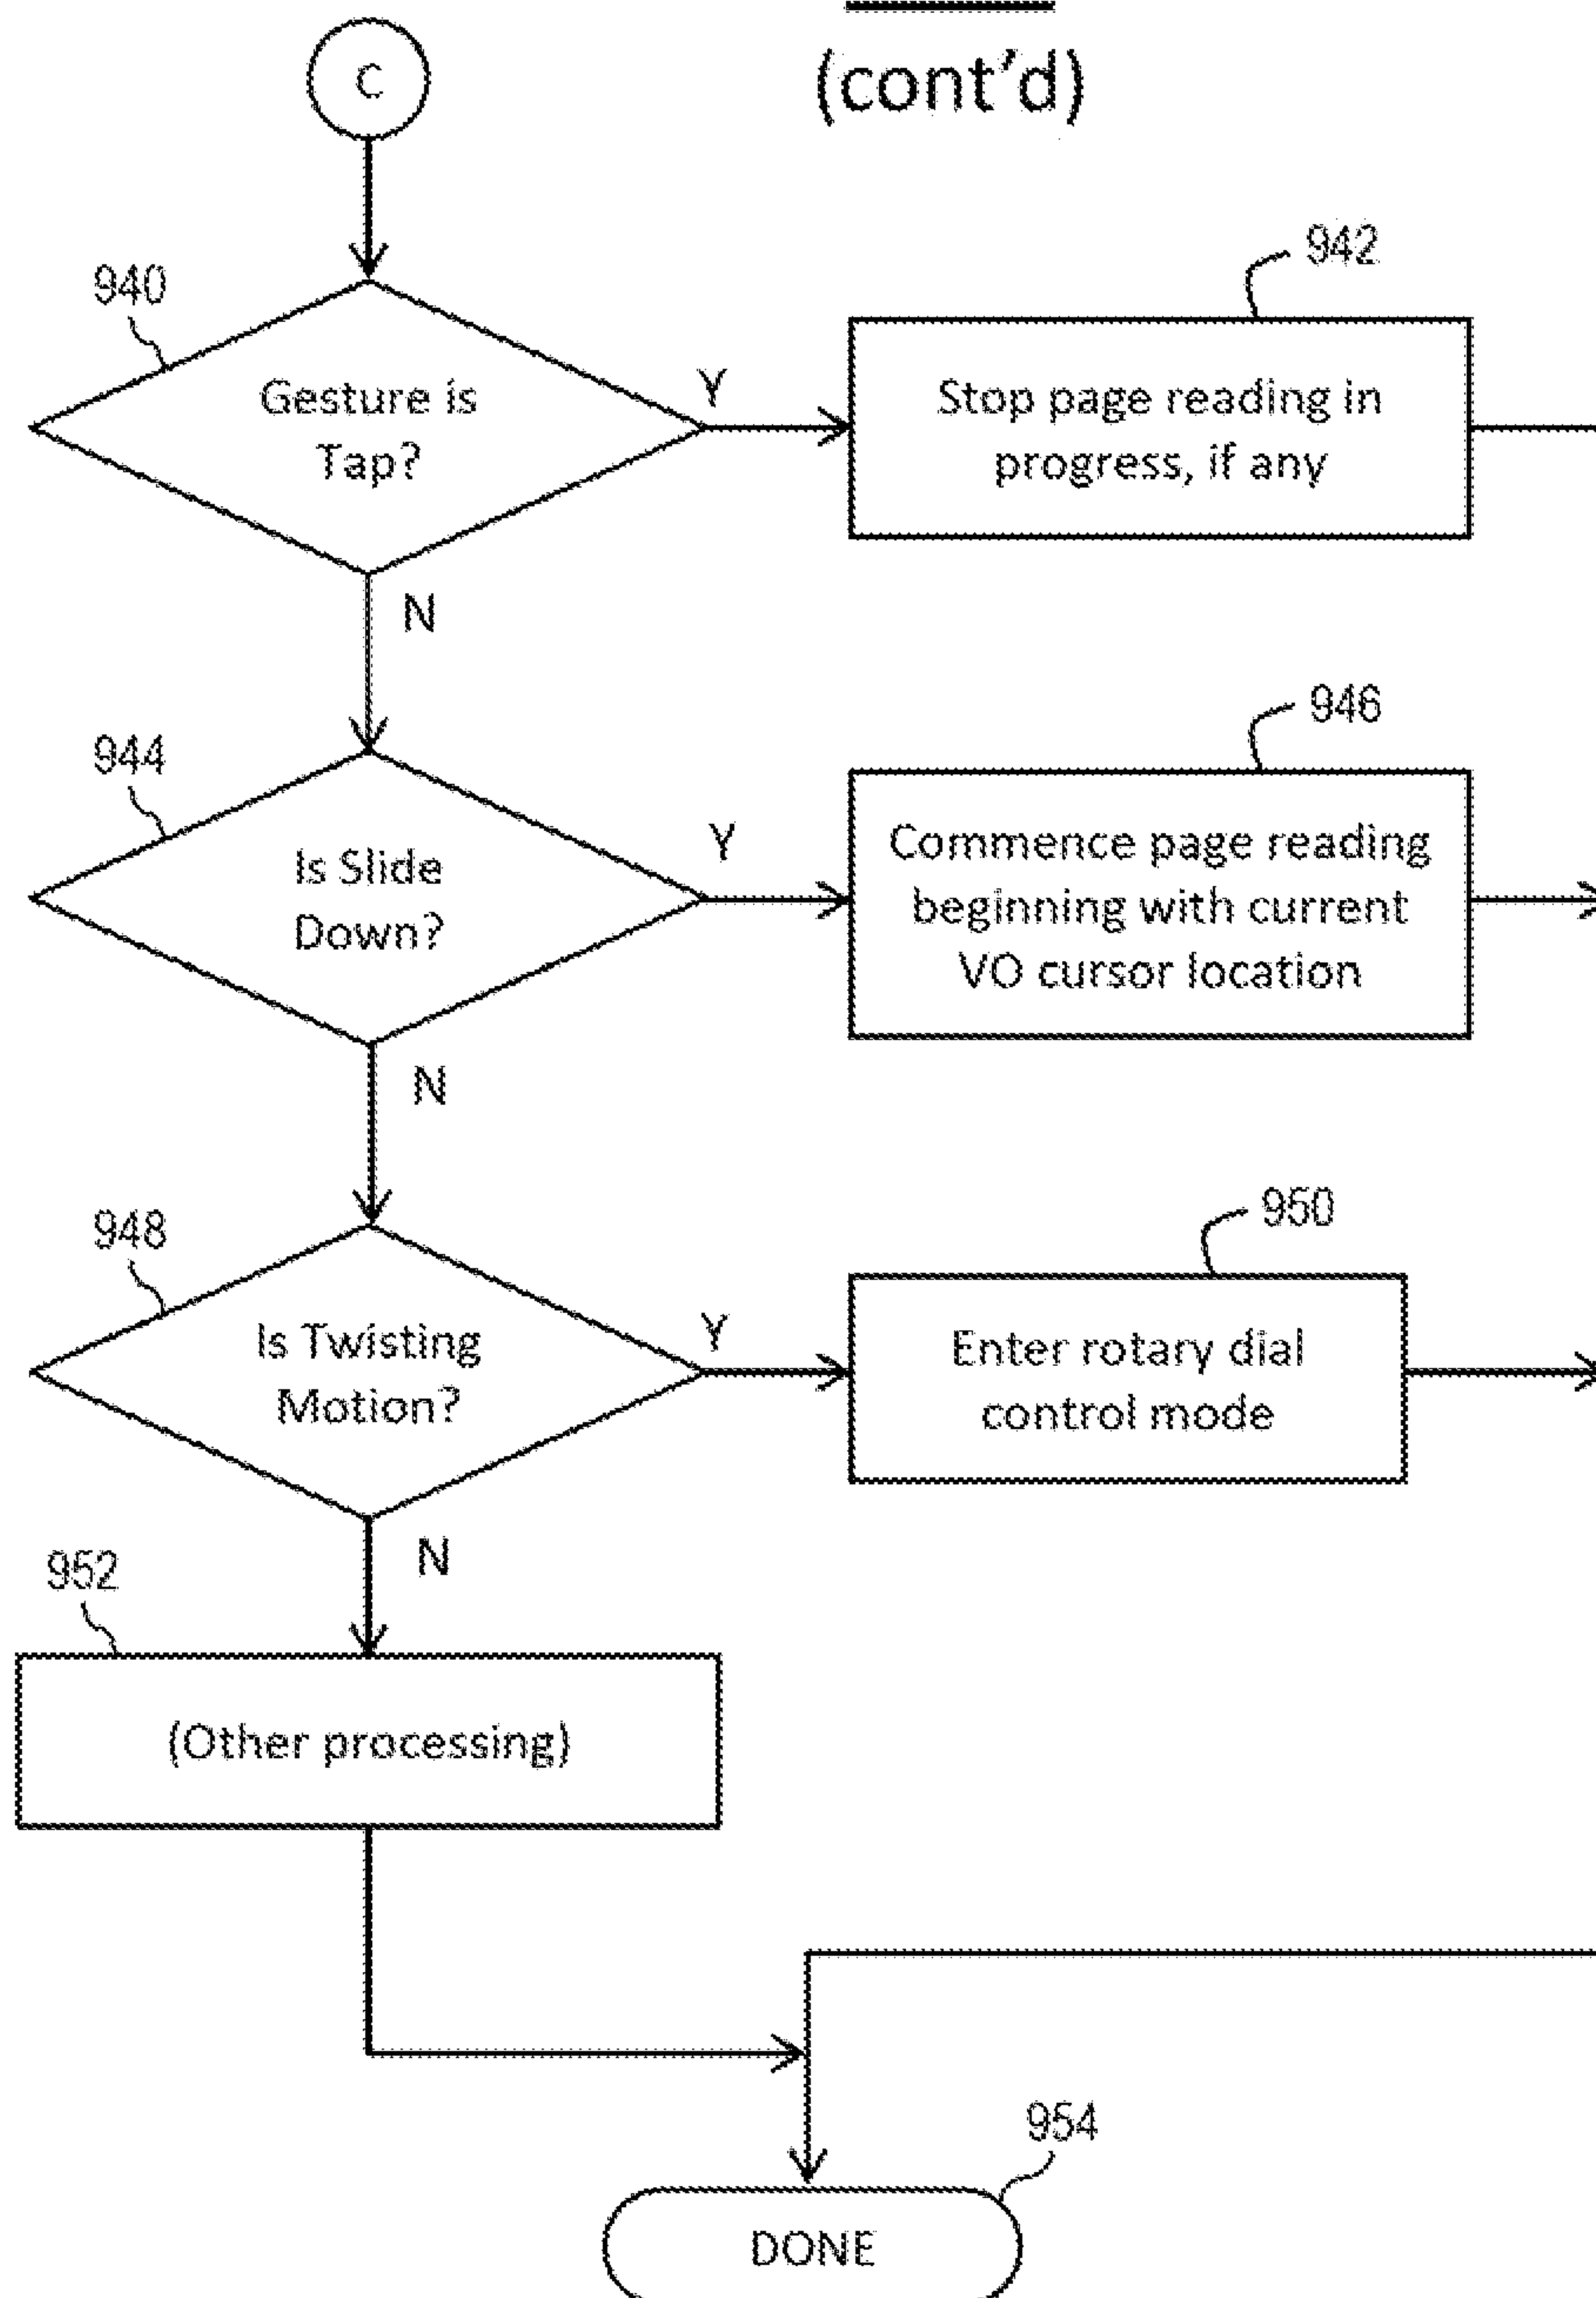 (cont'd)
C
940
Gesture is
Tap?
Y
942
Stop page reading in
progress, if any
N
944
Is Slide
Down?
Y
946
Commence page reading
beginning with current
VO cursor location
N
948
Is Twisting
Motion?
Y
950
Enter rotary dial
control mode
N
952
(Other processing)
954
DONE